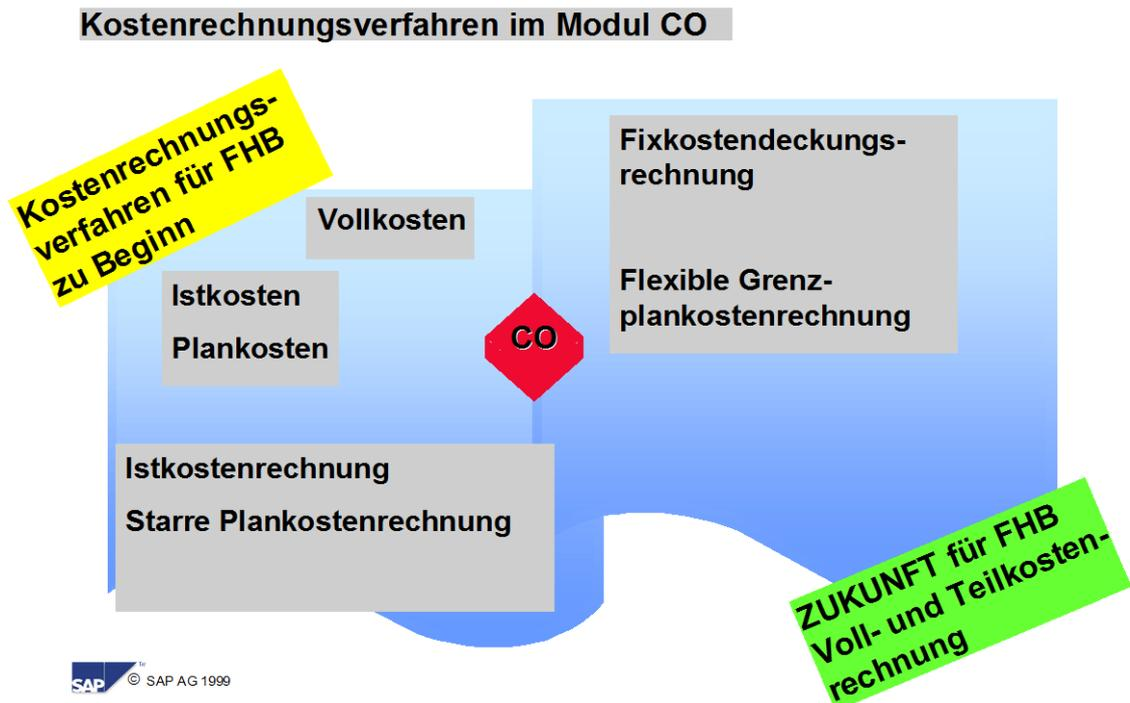 Kostenrechnungsverfahren im Modul CO
Kostenrechnungs-
verfahren für FHB
zu Beginn
Vollkosten
Istkosten
Plankosten
Istkostenrechnung
Starre Plankostenrechnung
CO
Fixkostendeckungs-
rechnung
Flexible Grenz-
plankostenrechnung
ZUKUNFT für FHB
Voll- und Teilkosten-
rechnung
SAP © SAP AG 1999